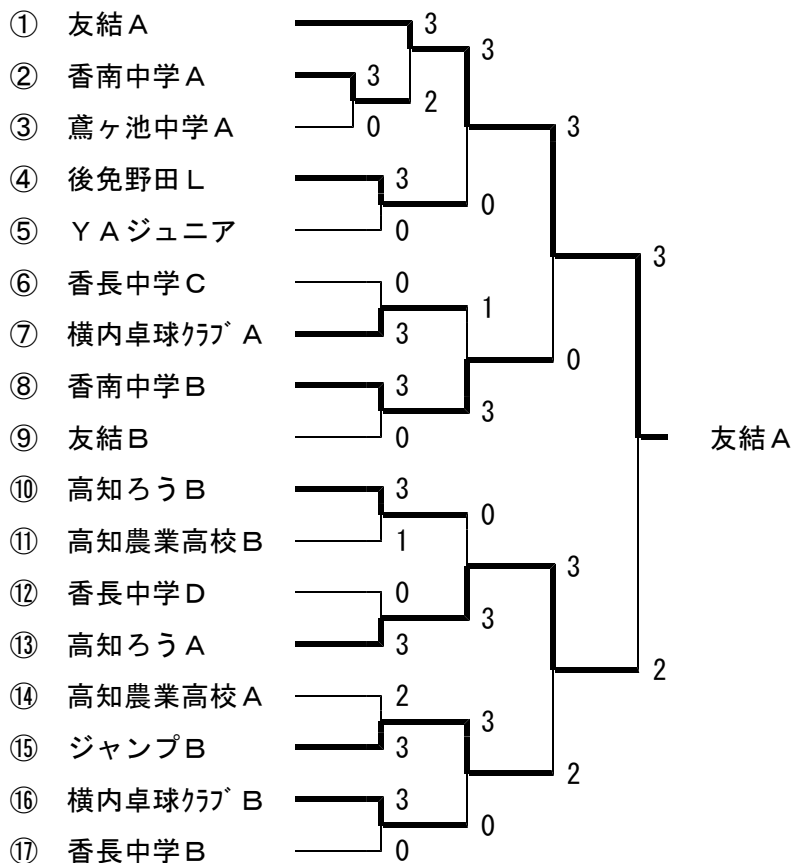 ① 友結A 3
3
② 香南中学A 3
2
③ 鳶ヶ池中学A 0
3
④ 後免野田L 3
0
⑤ YAジュニア 0
3
⑥ 香長中学C 0
1
⑦ 横内卓球ｸﾗﾌﾞA 3
0
⑧ 香南中学B 3
3
⑨ 友結B 0
友結A
⑩ 高知ろうB 3
0
⑪ 高知農業高校B 1
3
⑫ 香長中学D 0
3
⑬ 高知ろうA 3
2
⑭ 高知農業高校A 2
3
⑮ ジャンプB 3
2
⑯ 横内卓球ｸﾗﾌﾞB 3
0
⑰ 香長中学B 0